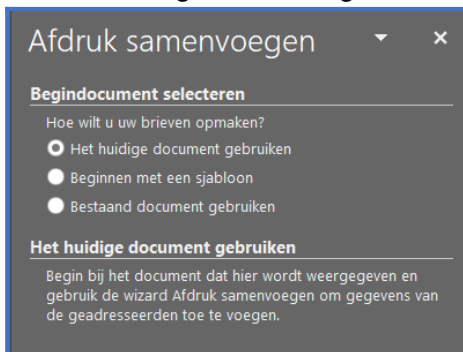 Afdruk samenvoegen
Begindocument selecteren
Hoe wilt u uw brieven opmaken?
Het huidige document gebruiken
Beginnen met een sjabloon
Bestaand document gebruiken
Het huidige document gebruiken
Begin bij het document dat hier wordt weergegeven en
gebruik de wizard Afdruk samenvoegen om gegevens van
de geadresseerden toe te voegen.